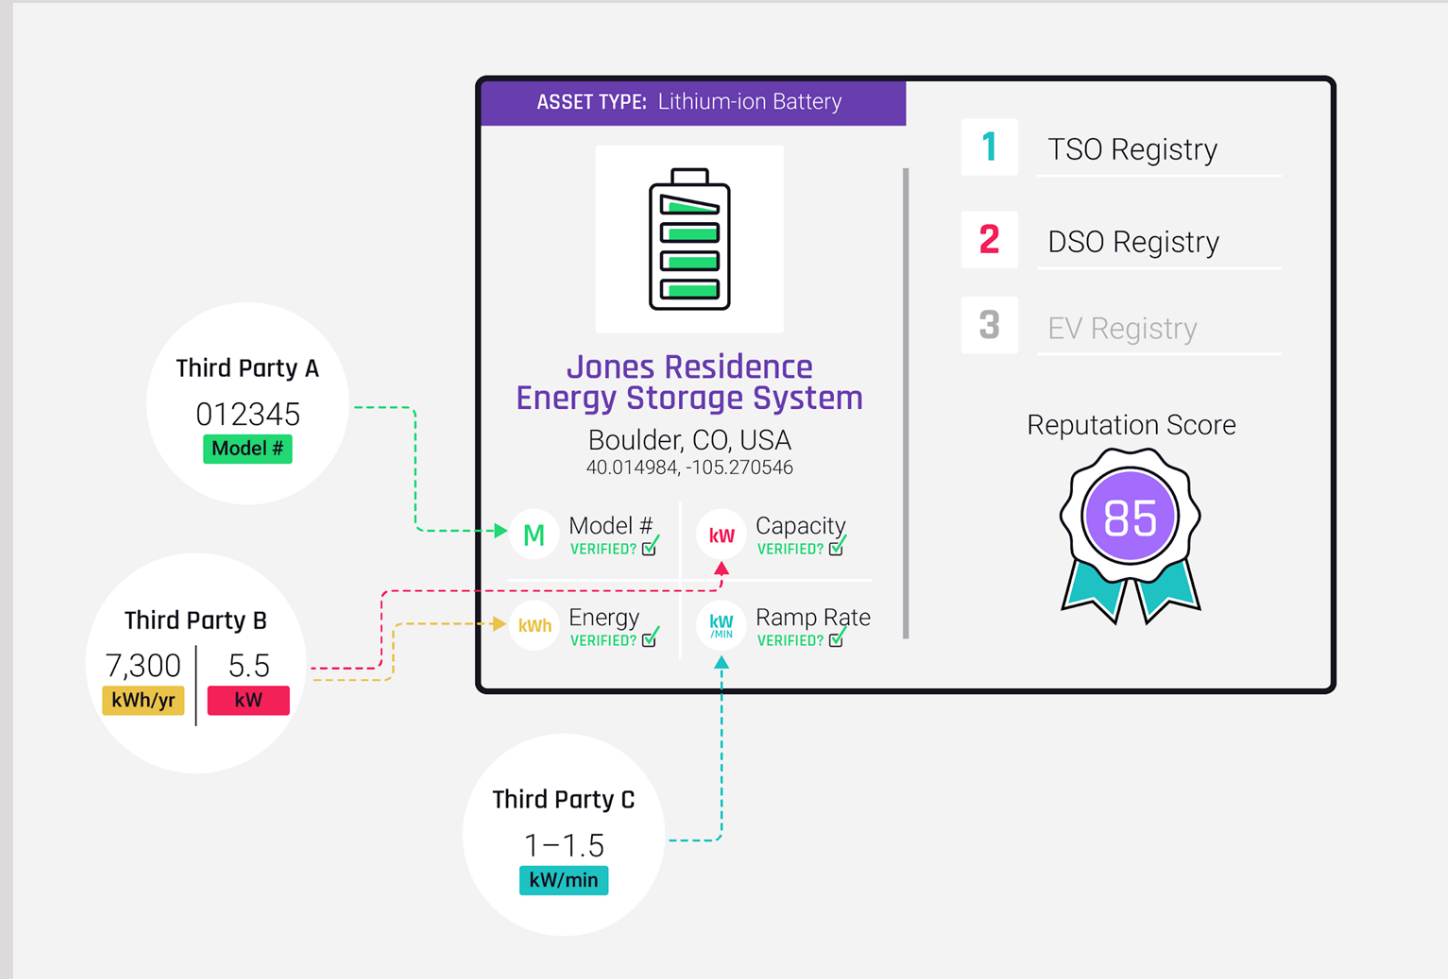 ASSET TYPE: Lithium-ion Battery
Jones Residence
Energy Storage System
Boulder, CO, USA
40.014984, -105.270546
M
Model #
VERIFIED?
kW
Capacity
VERIFIED?
kWh
Energy
VERIFIED?
kW
/MIN
Ramp Rate
VERIFIED?
1 TSO Registry
2 DSO Registry
3 EV Registry
Reputation Score
85
Third Party A
012345
Model #
Third Party B
7,300 5.5
kWh/yr kW
Third Party C
1–1.5
kW/min